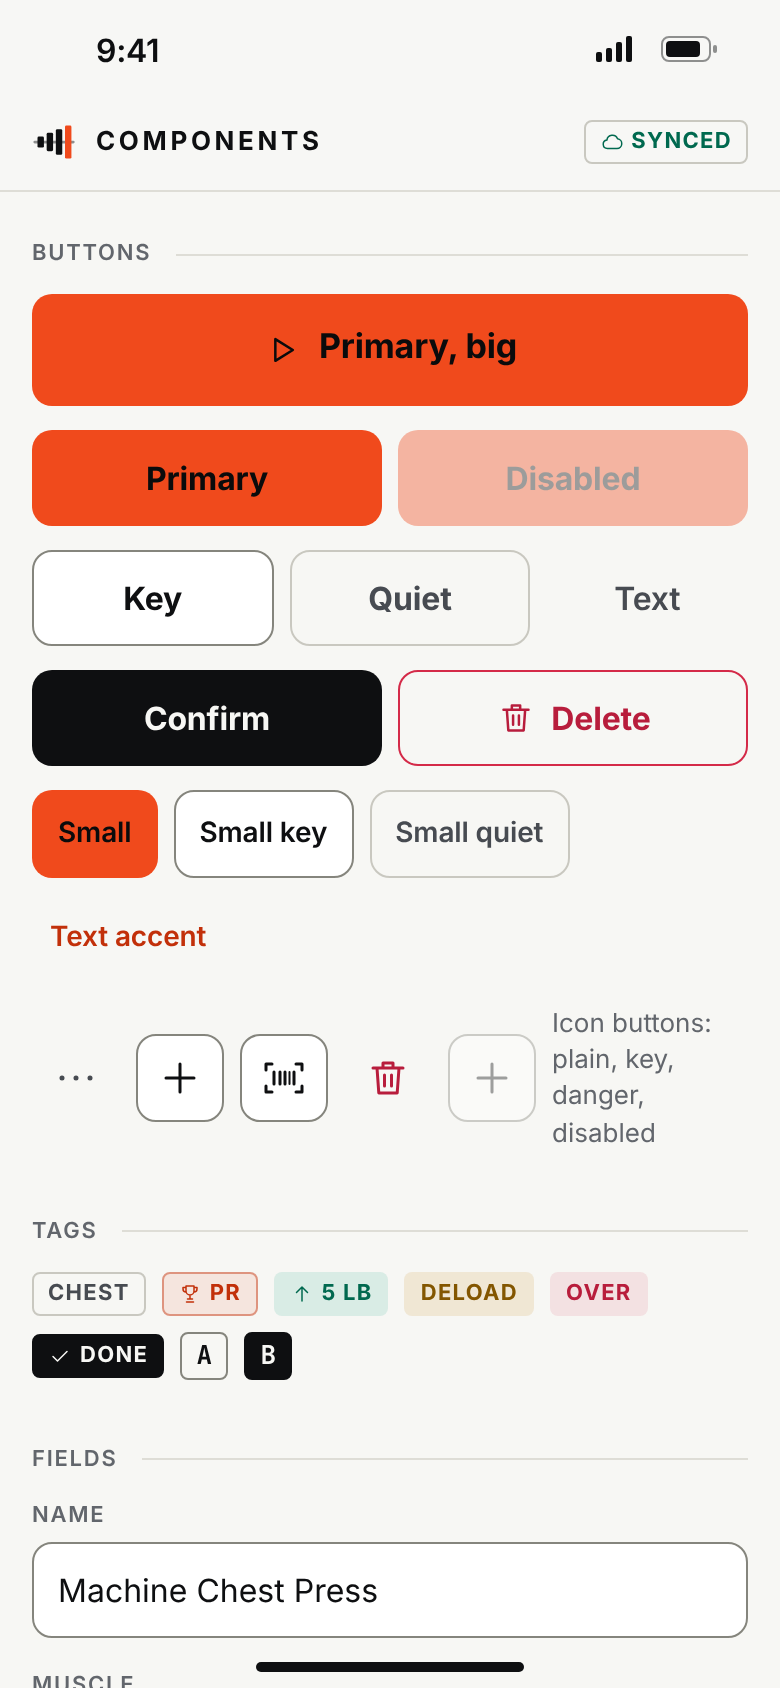 9:41
COMPONENTS
SYNCED
BUTTONS
Primary, big
Primary
Disabled
Key
Quiet
Text
Confirm
Delete
Small
Small key
Small quiet
Text accent
Icon buttons:
plain, key,
danger,
disabled
TAGS
CHEST
PR
↑ 5 LB
DELOAD
OVER
DONE
A
B
FIELDS
NAME
Machine Chest Press
MUSCLE